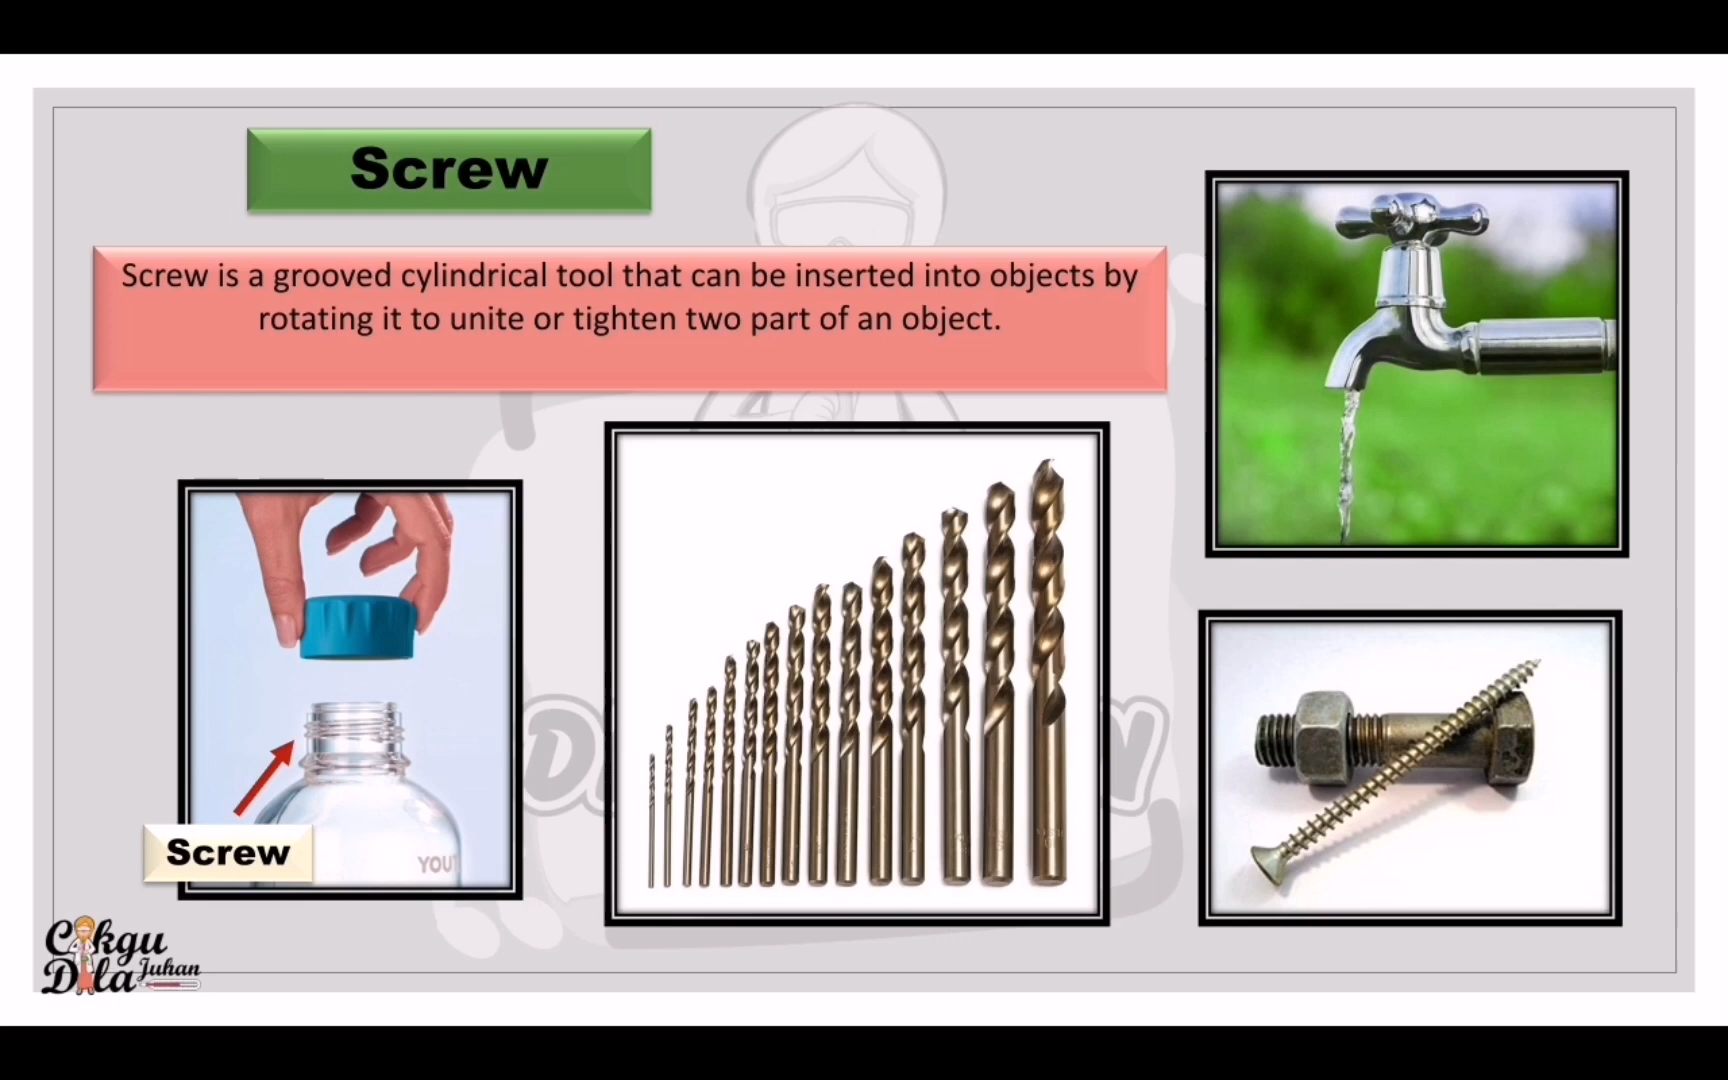 Screw
Screw is a grooved cylindrical tool that can be inserted into objects by
rotating it to unite or tighten two part of an object.
Screw
YOU
Cikgu
Dila Juhan